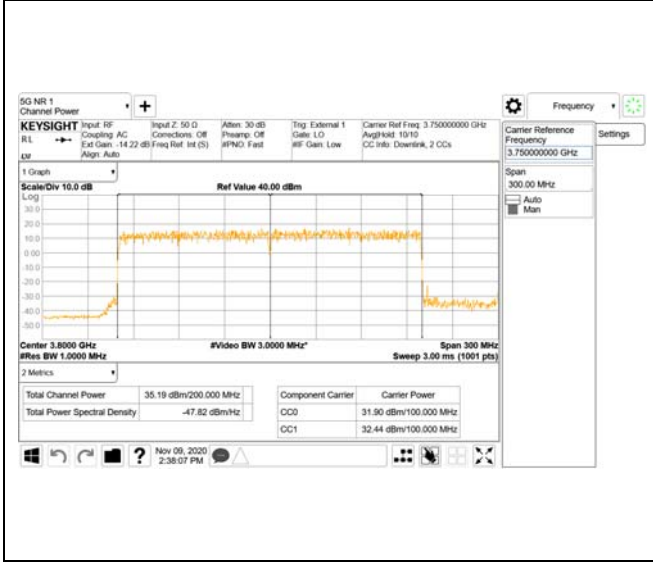 5G NR 1
Channel Power
+
Frequency
KEYSIGHT
RL
Input: RF
Coupling: AC
Ext Gain: -14.22 dB
Align: Auto
Input Z: 50 Ω
Corrections: Off
Freq Ref: Int (S)
Atten: 30 dB
Preamp: Off
#PNO: Fast
Trig: External 1
Gate: LO
#IF Gain: Low
Carrier Ref Freq: 3.750000000 GHz
Avg|Hold: 10/10
CC Info: Downlink, 2 CCs
Carrier Reference
Frequency
3.750000000 GHz
Settings
Span
300.00 MHz
Auto
Man
1 Graph
Scale/Div 10.0 dB
Ref Value 40.00 dBm
Log
30.0
20.0
10.0
0.00
-10.0
-20.0
-30.0
-40.0
-50.0
Center 3.8000 GHz
#Video BW 3.0000 MHz*
Span 300 MHz
#Res BW 1.0000 MHz
Sweep 3.00 ms (1001 pts)
2 Metrics
Total Channel Power 35.19 dBm/200.000 MHz
Total Power Spectral Density -47.82 dBm/Hz
Component Carrier Carrier Power
CC0 31.90 dBm/100.000 MHz
CC1 32.44 dBm/100.000 MHz
?
Nov 09, 2020
2:38:07 PM